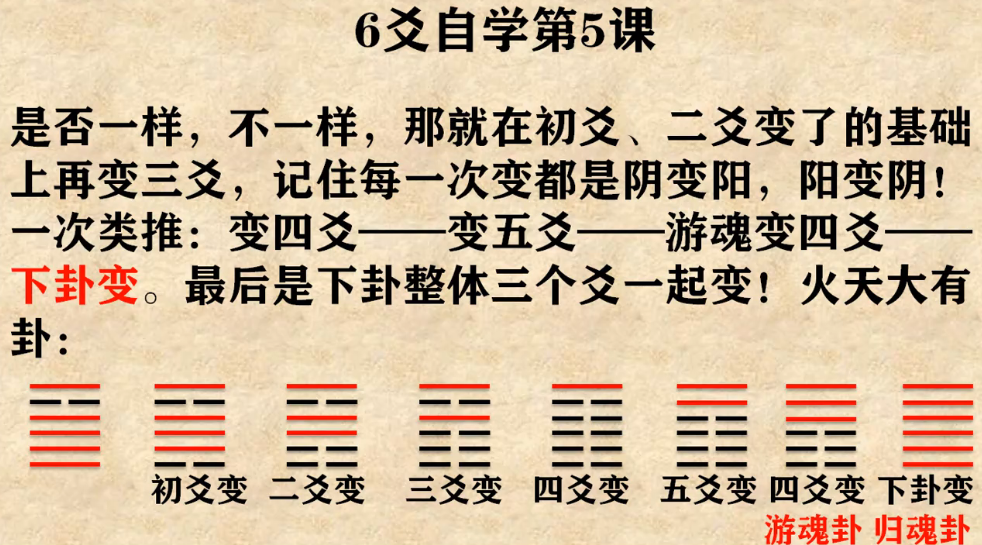 6爻自学第5课
是否一样，不一样，那就在初爻、二爻变了的基础
上再变三爻，记住每一次变都是阴变阳，阳变阴！
一次类推：变四爻——变五爻——游魂变四爻——
下卦变。最后是下卦整体三个爻一起变！火天大有
卦：
初爻变 二爻变 三爻变 四爻变 五爻变 四爻变 下卦变
游魂卦 归魂卦